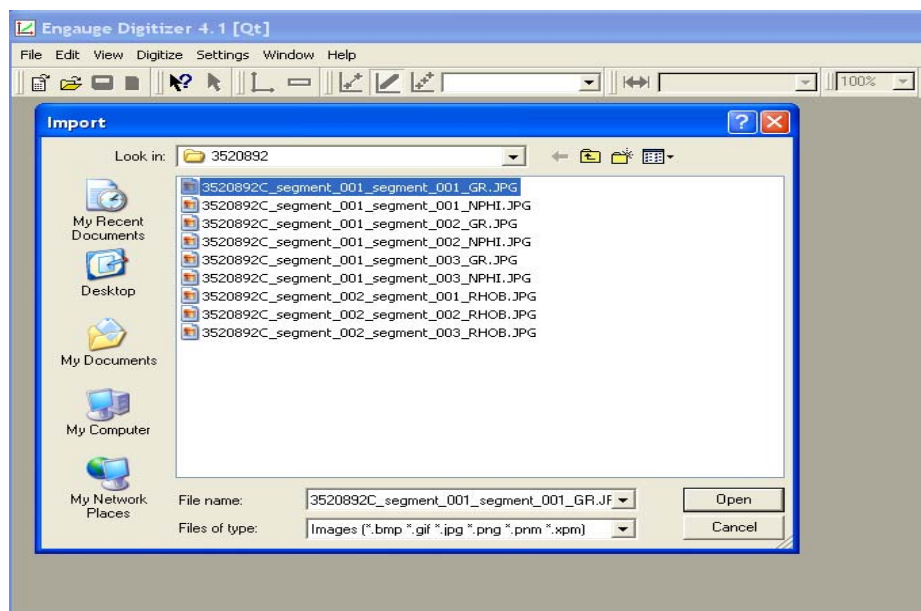 Engauge Digitizer 4.1 [Qt]
File Edit View Digitize Settings Window Help
100%
Import
Look in: 3520892
3520892C_segment_001_segment_001_GR.JPG
3520892C_segment_001_segment_001_NPHI.JPG
3520892C_segment_001_segment_002_GR.JPG
3520892C_segment_001_segment_002_NPHI.JPG
3520892C_segment_001_segment_003_GR.JPG
3520892C_segment_001_segment_003_NPHI.JPG
3520892C_segment_002_segment_001_RHOB.JPG
3520892C_segment_002_segment_002_RHOB.JPG
3520892C_segment_002_segment_003_RHOB.JPG
My Recent
Documents
Desktop
My Documents
My Computer
My Network
Places
File name: 3520892C_segment_001_segment_001_GR.JF Open
Files of type: Images (*.bmp *.gif *.jpg *.png *.pnm *.xpm) Cancel